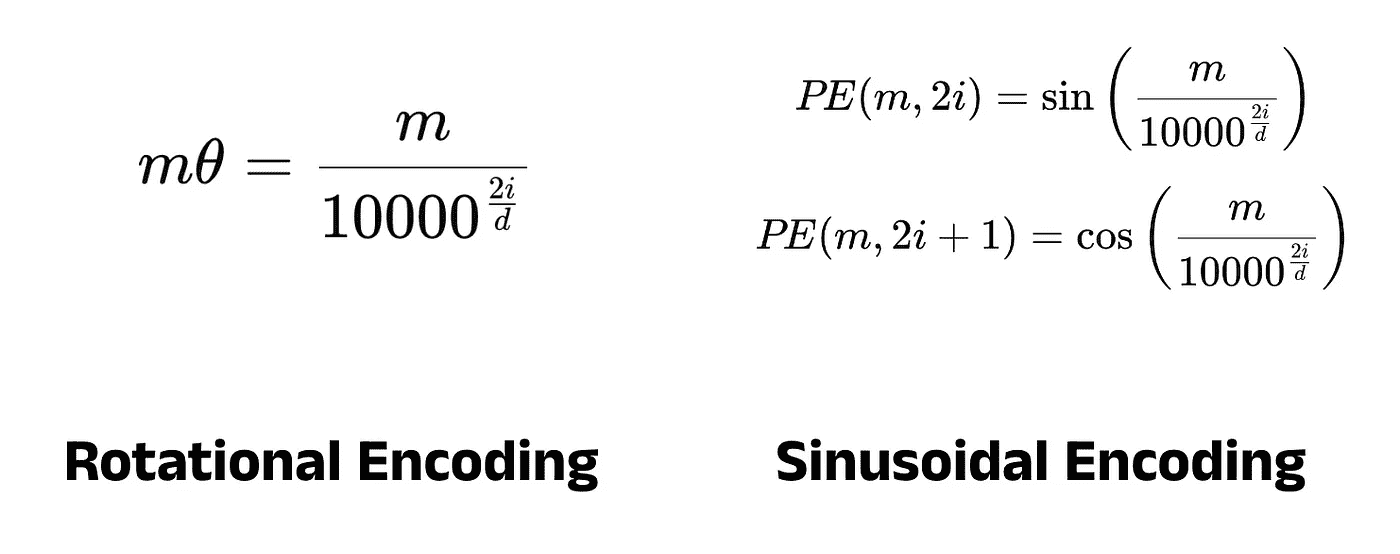 mθ = m / 10000^(2i/d)
Rotational Encoding
PE(m, 2i) = sin ( m / 10000^(2i/d) )
PE(m, 2i + 1) = cos ( m / 10000^(2i/d) )
Sinusoidal Encoding